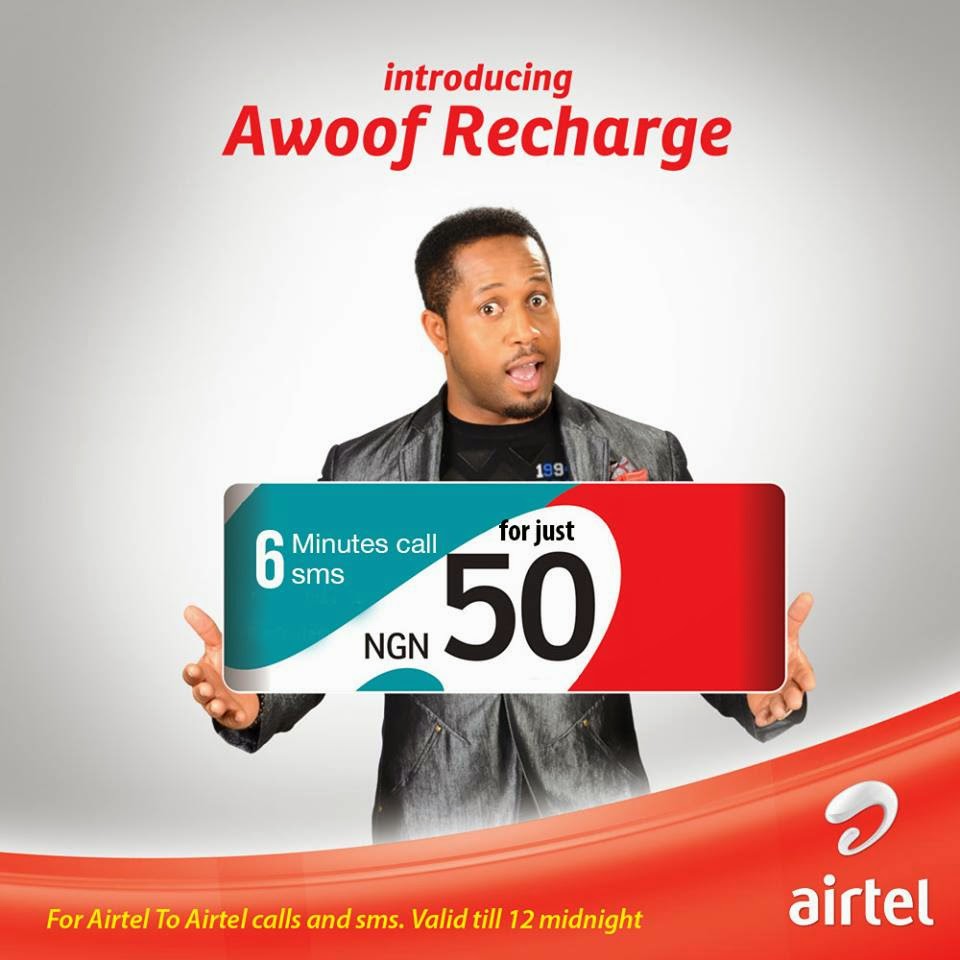 introducing
Awoof Recharge
199
6 Minutes call
sms
for just
NGN 50
airtel
For Airtel To Airtel calls and sms. Valid till 12 midnight